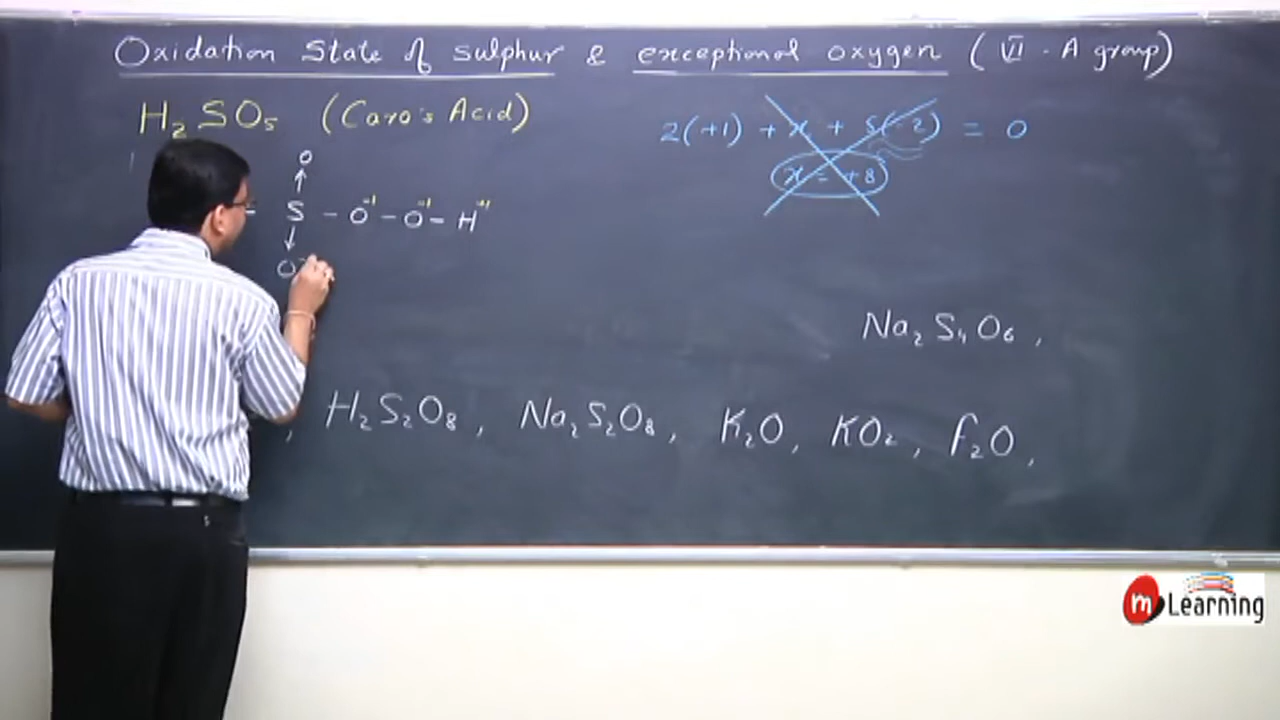 Oxidation State of sulphur & exceptional oxygen (VI - A group)
H₂SO₅ (Caro's Acid)
2(+1) + x + 5(-2) = 0
x = +8
O
↑
- S - O⁻¹ - O⁻¹ - H⁺¹
↓
O
Na₂S₄O₆,
, H₂S₂O₈, Na₂S₂O₈, K₂O, KO₂, F₂O,
m Learning